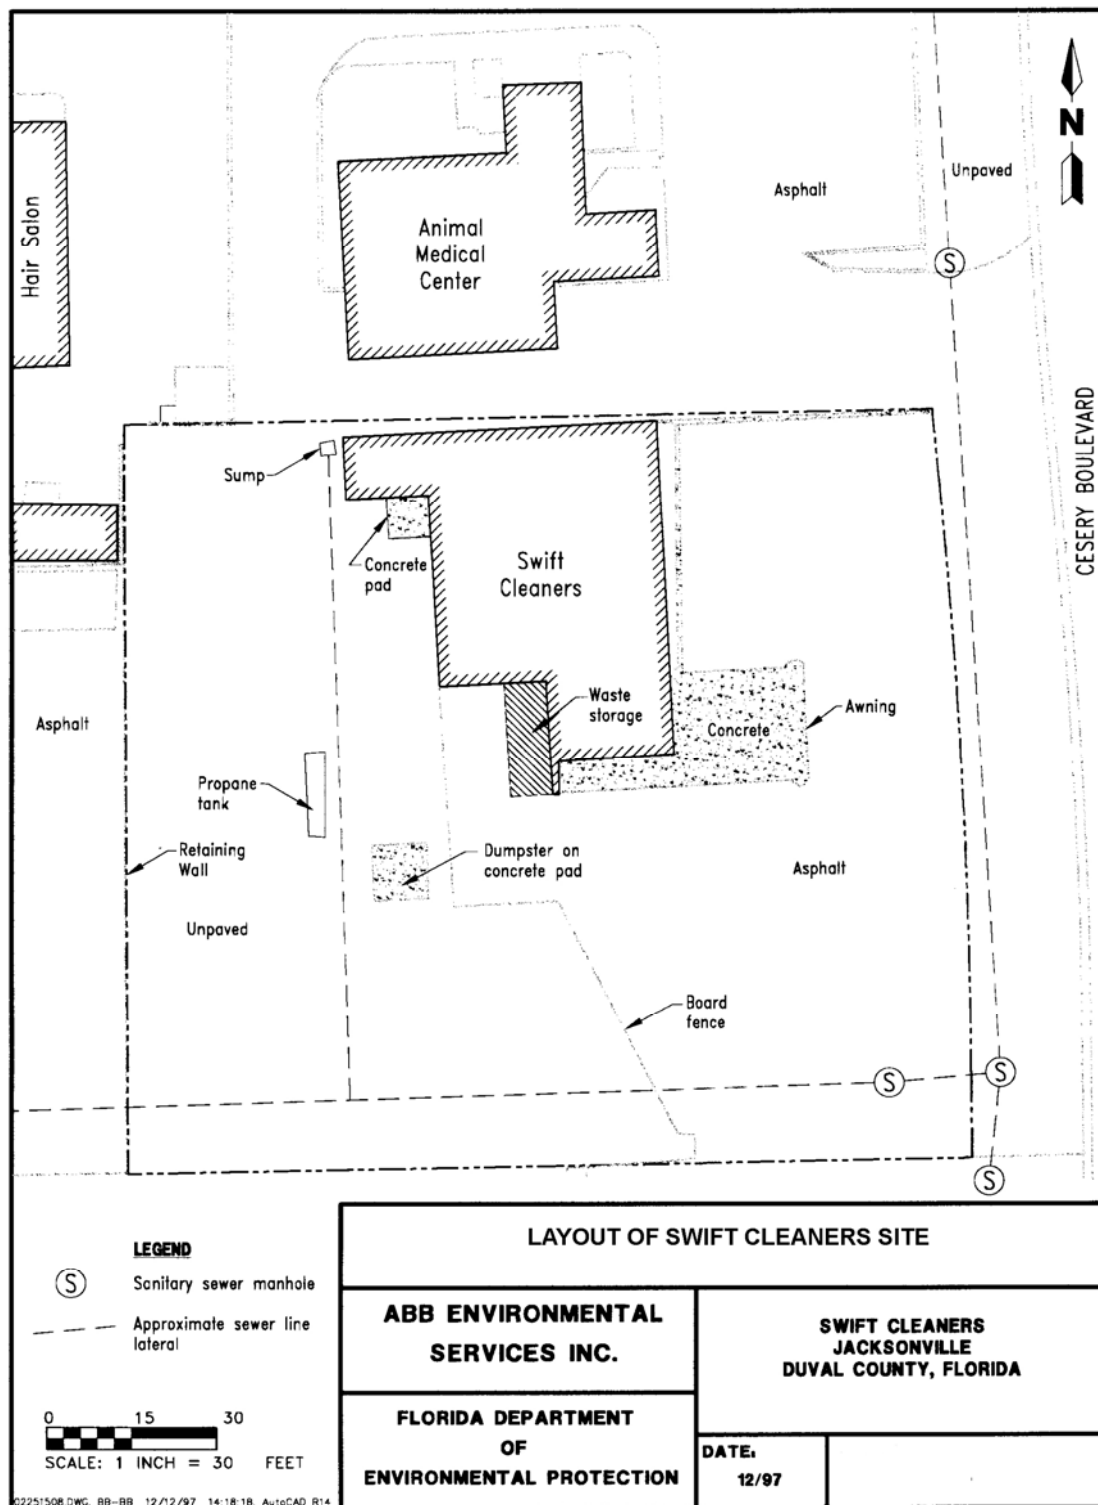 N
Unpaved
Asphalt
Hair Salon
Animal
Medical
Center
S
CESERY BOULEVARD
Sump
Concrete
pad
Swift
Cleaners
Waste
storage
Awning
Concrete
Asphalt
Propane
tank
Retaining
Wall
Dumpster on
concrete pad
Asphalt
Unpaved
Board
fence
S
S
S
LEGEND
S Sanitary sewer manhole
Approximate sewer line
lateral
0 15 30
SCALE: 1 INCH = 30 FEET
02251508.DWG, BB-BB 12/12/97 14:18:18, AutoCAD R14
LAYOUT OF SWIFT CLEANERS SITE
ABB ENVIRONMENTAL
SERVICES INC.
SWIFT CLEANERS
JACKSONVILLE
DUVAL COUNTY, FLORIDA
FLORIDA DEPARTMENT
OF
ENVIRONMENTAL PROTECTION
DATE:
12/97